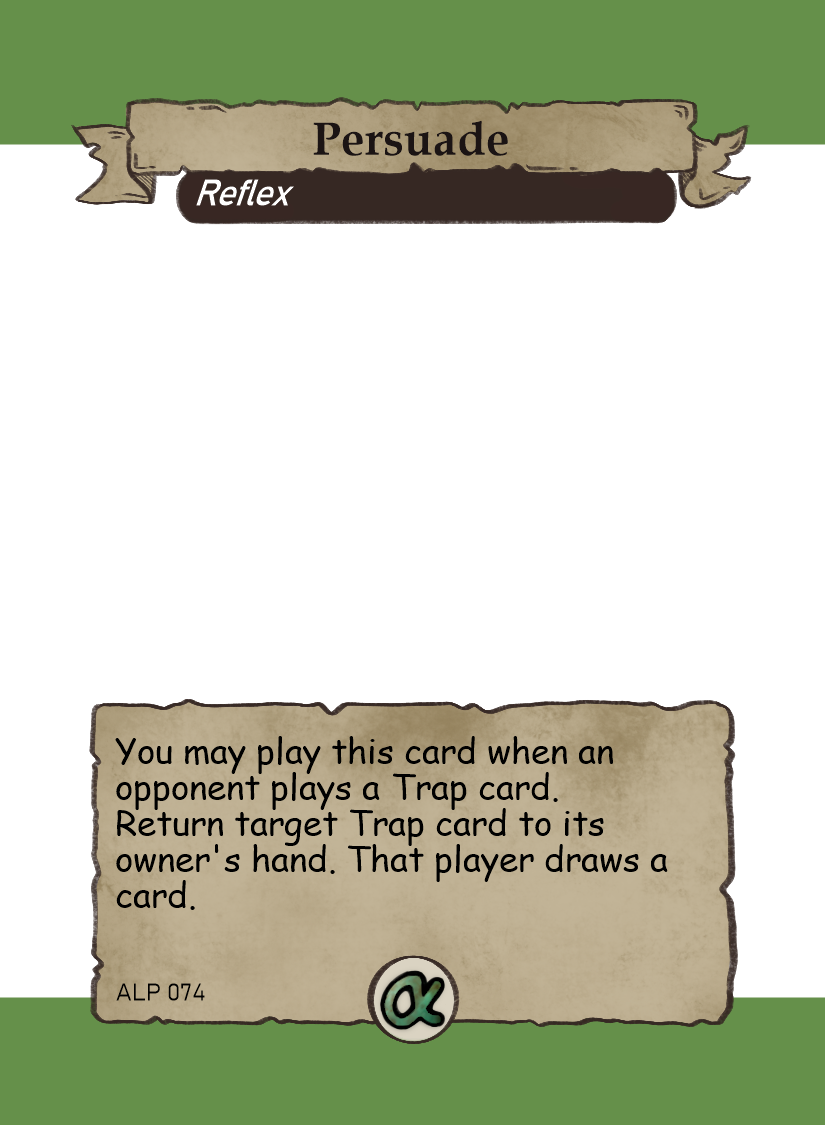 Persuade
Reflex
You may play this card when an
opponent plays a Trap card.
Return target Trap card to its
owner's hand. That player draws a
card.
ALP 074
α